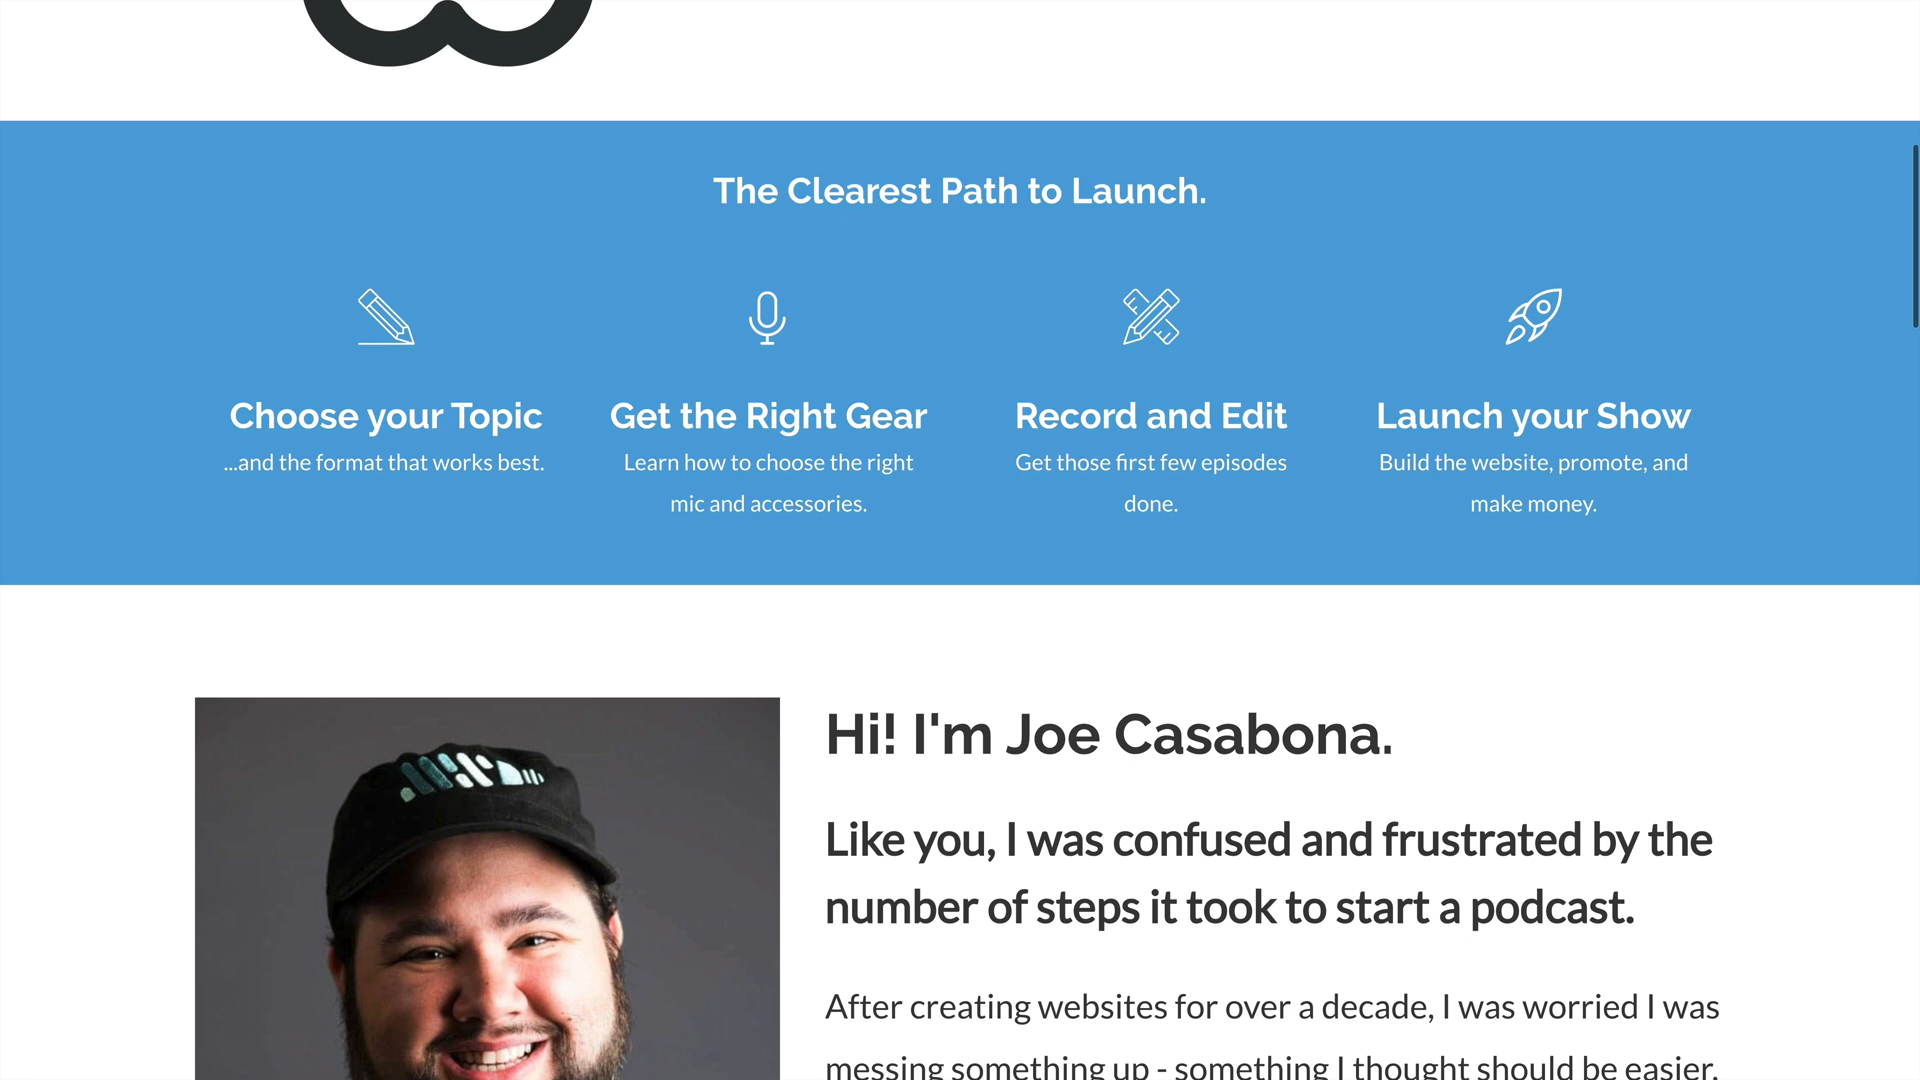 The Clearest Path to Launch.
Choose your Topic
...and the format that works best.
Get the Right Gear
Learn how to choose the right
mic and accessories.
Record and Edit
Get those first few episodes
done.
Launch your Show
Build the website, promote, and
make money.
Hi! I'm Joe Casabona.
Like you, I was confused and frustrated by the
number of steps it took to start a podcast.
After creating websites for over a decade, I was worried I was
messing something up - something I thought should be easier.